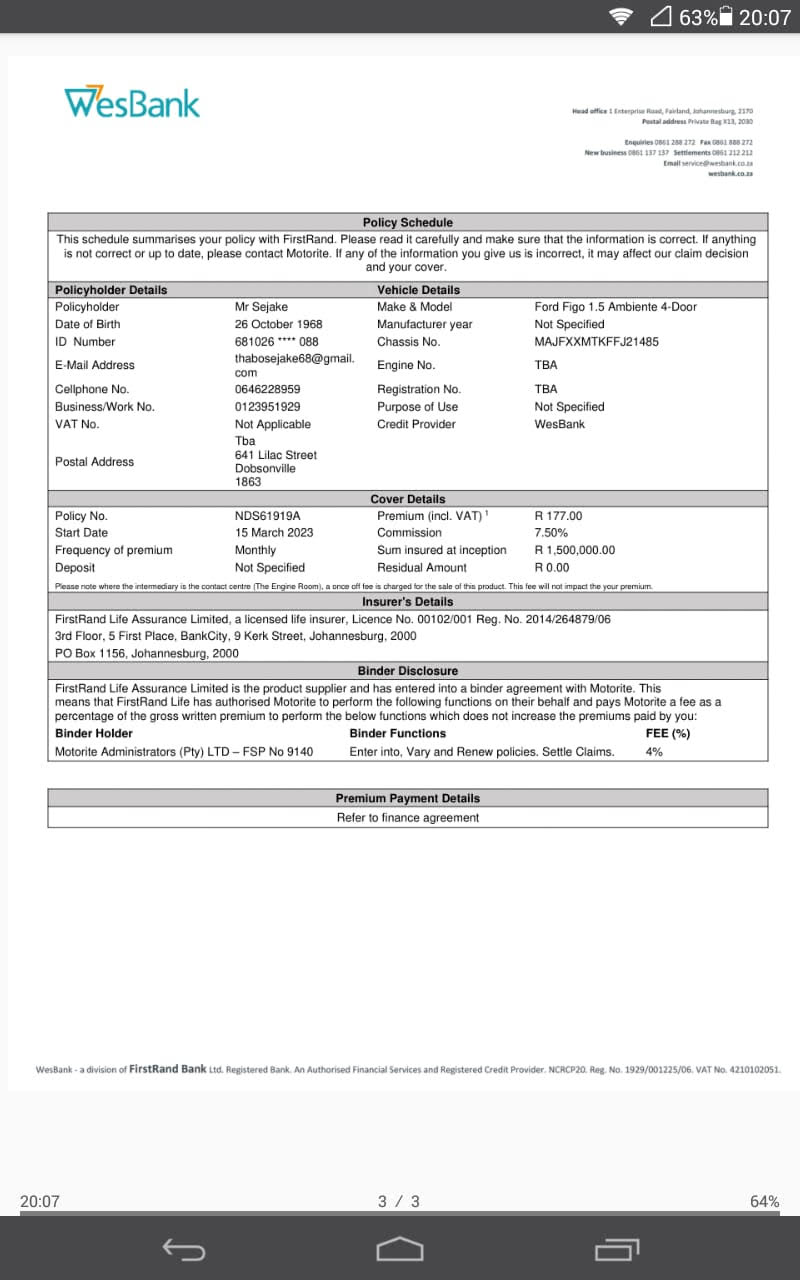 63% 20:07
WesBank
Head office 1 Enterprise Road, Fairland, Johannesburg, 2170
Postal address Private Bag X13, 2030
Enquiries 0861 288 272 Fax 0861 888 272
New business 0861 137 137 Settlements 0861 212 212
Email service@wesbank.co.za
wesbank.co.za
Policy Schedule
This schedule summarises your policy with FirstRand. Please read it carefully and make sure that the information is correct. If anything
is not correct or up to date, please contact Motorite. If any of the information you give us is incorrect, it may affect our claim decision
and your cover.
Policyholder Details Vehicle Details
Policyholder Mr Sejake Make & Model Ford Figo 1.5 Ambiente 4-Door
Date of Birth 26 October 1968 Manufacturer year Not Specified
ID Number 681026 **** 088 Chassis No. MAJFXXMTKFFJ21485
E-Mail Address thabosejake68@gmail. Engine No. TBA
com
Cellphone No. 0646228959 Registration No. TBA
Business/Work No. 0123951929 Purpose of Use Not Specified
VAT No. Not Applicable Credit Provider WesBank
Postal Address Tba
641 Lilac Street
Dobsonville
1863
Cover Details
Policy No. NDS61919A Premium (incl. VAT) 1 R 177.00
Start Date 15 March 2023 Commission 7.50%
Frequency of premium Monthly Sum insured at inception R 1,500,000.00
Deposit Not Specified Residual Amount R 0.00
Please note where the intermediary is the contact centre (The Engine Room), a once off fee is charged for the sale of this product. This fee will not impact the your premium.
Insurer's Details
FirstRand Life Assurance Limited, a licensed life insurer, Licence No. 00102/001 Reg. No. 2014/264879/06
3rd Floor, 5 First Place, BankCity, 9 Kerk Street, Johannesburg, 2000
PO Box 1156, Johannesburg, 2000
Binder Disclosure
FirstRand Life Assurance Limited is the product supplier and has entered into a binder agreement with Motorite. This
means that FirstRand Life has authorised Motorite to perform the following functions on their behalf and pays Motorite a fee as a
percentage of the gross written premium to perform the below functions which does not increase the premiums paid by you:
Binder Holder Binder Functions FEE (%)
Motorite Administrators (Pty) LTD – FSP No 9140 Enter into, Vary and Renew policies. Settle Claims. 4%
Premium Payment Details
Refer to finance agreement
WesBank - a division of FirstRand Bank Ltd. Registered Bank. An Authorised Financial Services and Registered Credit Provider. NCRCP20. Reg. No. 1929/001225/06. VAT No. 4210102051.
20:07 3 / 3 64%